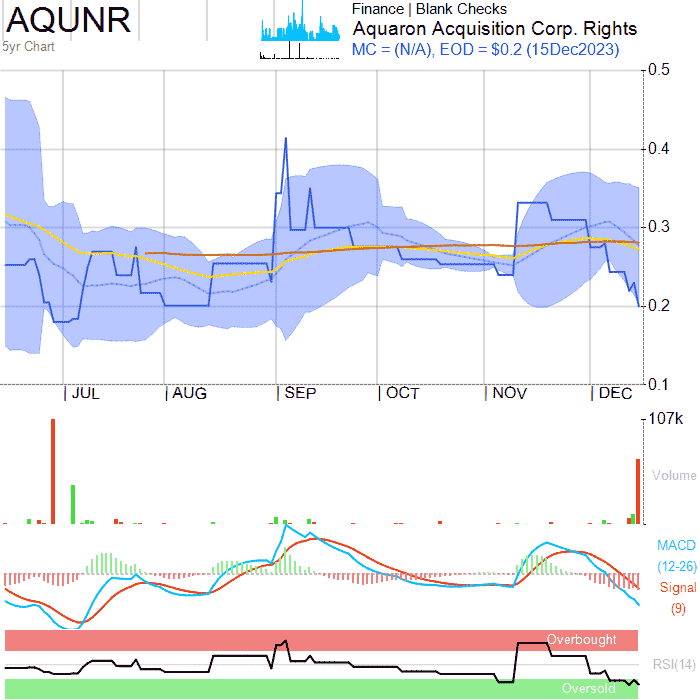 AQUNR
5yr Chart
Finance | Blank Checks
Aquaron Acquisition Corp. Rights
MC = (N/A), EOD = $0.2 (15Dec2023)
0.5
0.4
0.3
0.2
0.1
JUL AUG SEP OCT NOV DEC
107k
Volume
MACD
(12-26)
Signal
(9)
Overbought
RSI(14)
Oversold